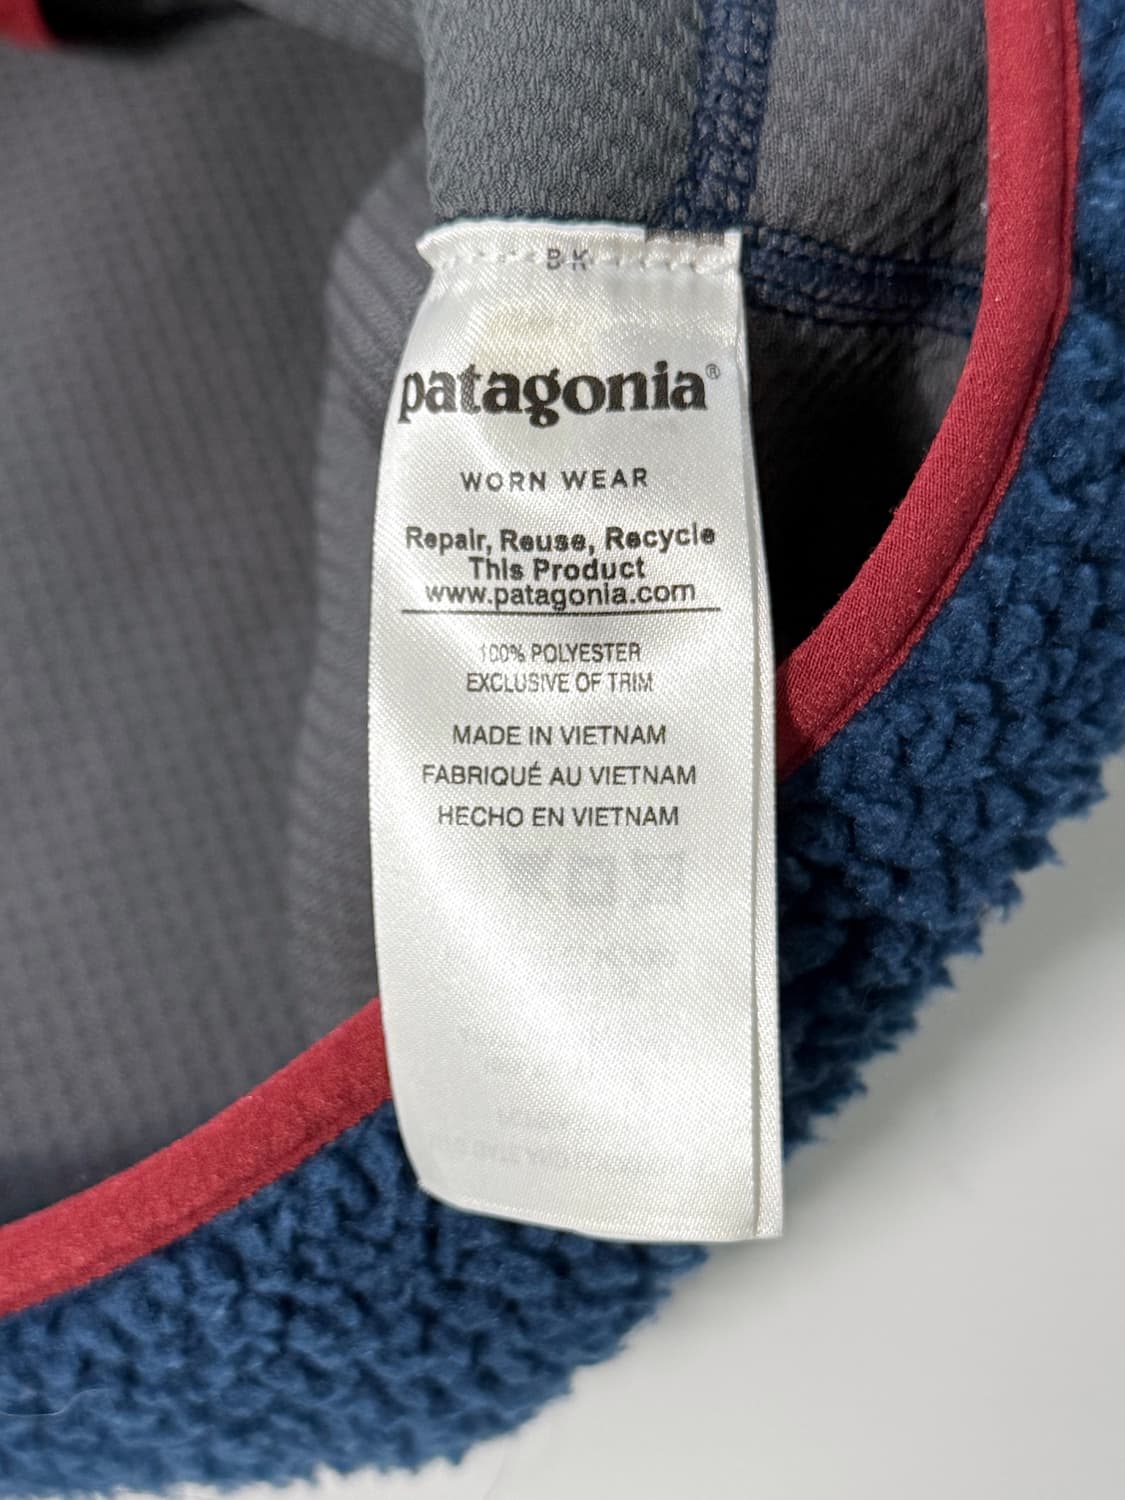 BK
patagonia®
WORN WEAR
Repair, Reuse, Recycle
This Product
www.patagonia.com
100% POLYESTER
EXCLUSIVE OF TRIM
MADE IN VIETNAM
FABRIQUÉ AU VIETNAM
HECHO EN VIETNAM